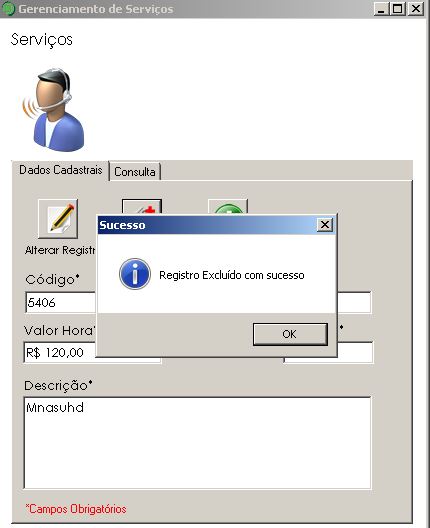 Gerenciamento de Serviços
Serviços
Dados Cadastrais
Consulta
Alterar Registr
Sucesso
Registro Excluído com sucesso
OK
Código*
5406
Valor Hora*
*
R$ 120,00
Descrição*
Mnasuhd
*Campos Obrigatórios